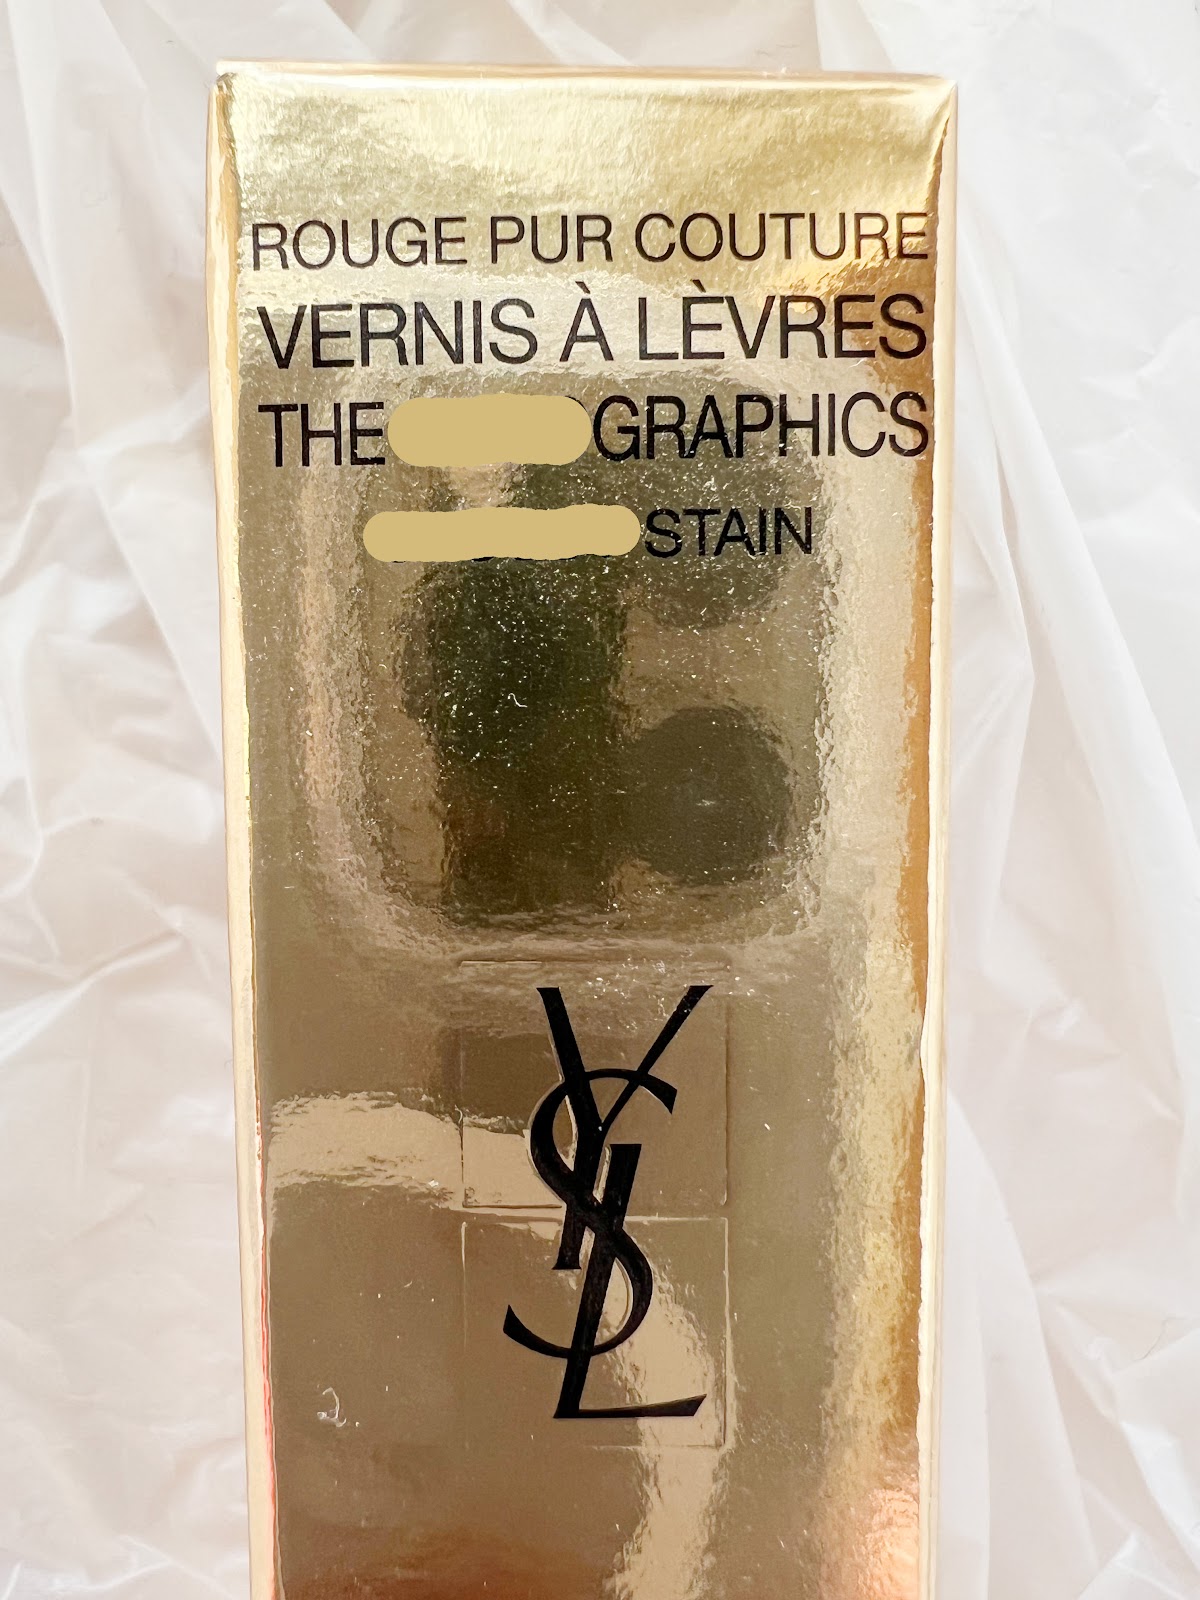 ROUGE PUR COUTURE
VERNIS À LÈVRES
THE GRAPHICS
STAIN
YSL